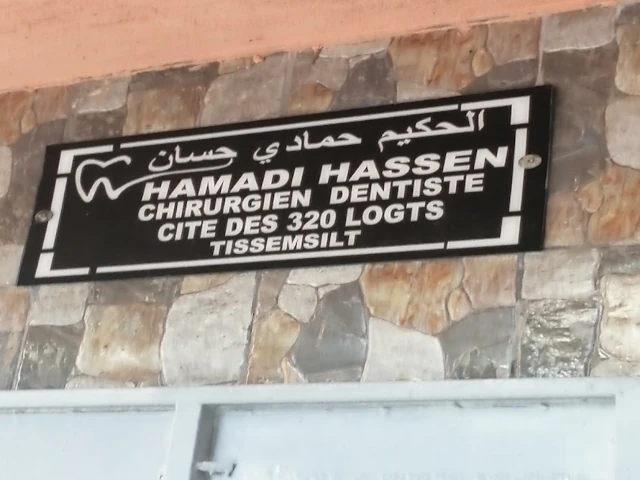 الحكيم حمادي حسان
HAMADI HASSEN
CHIRURGIEN DENTISTE
CITE DES 320 LOGTS
TISSEMSILT